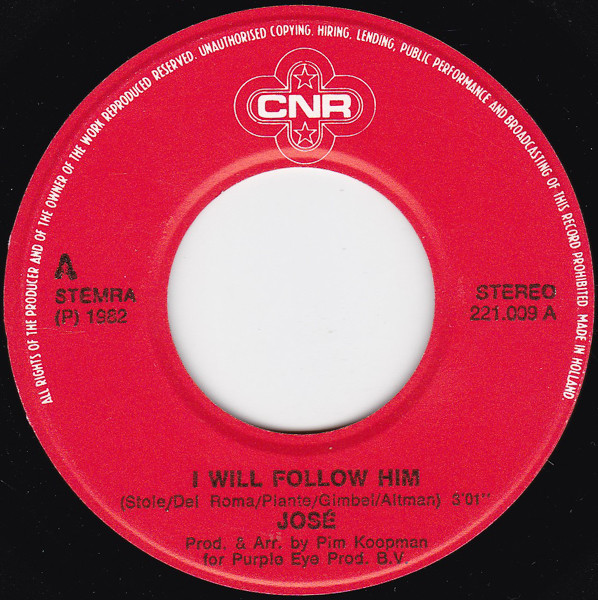 ALL RIGHTS OF THE PRODUCER AND OF THE OWNER OF THE WORK REPRODUCED RESERVED. UNAUTHORISED COPYING, HIRING, LENDING, PUBLIC PERFORMANCE AND BROADCASTING OF THIS RECORD PROHIBITED. MADE IN HOLLAND.
CNR
A
STEMRA
(P) 1982
STEREO
221.009 A
I WILL FOLLOW HIM
(Stole/Del Roma/Plante/Gimbel/Altman) 3'01"
JOSÉ
Prod. & Arr. by Pim Koopman
for Purple Eye Prod. B.V.